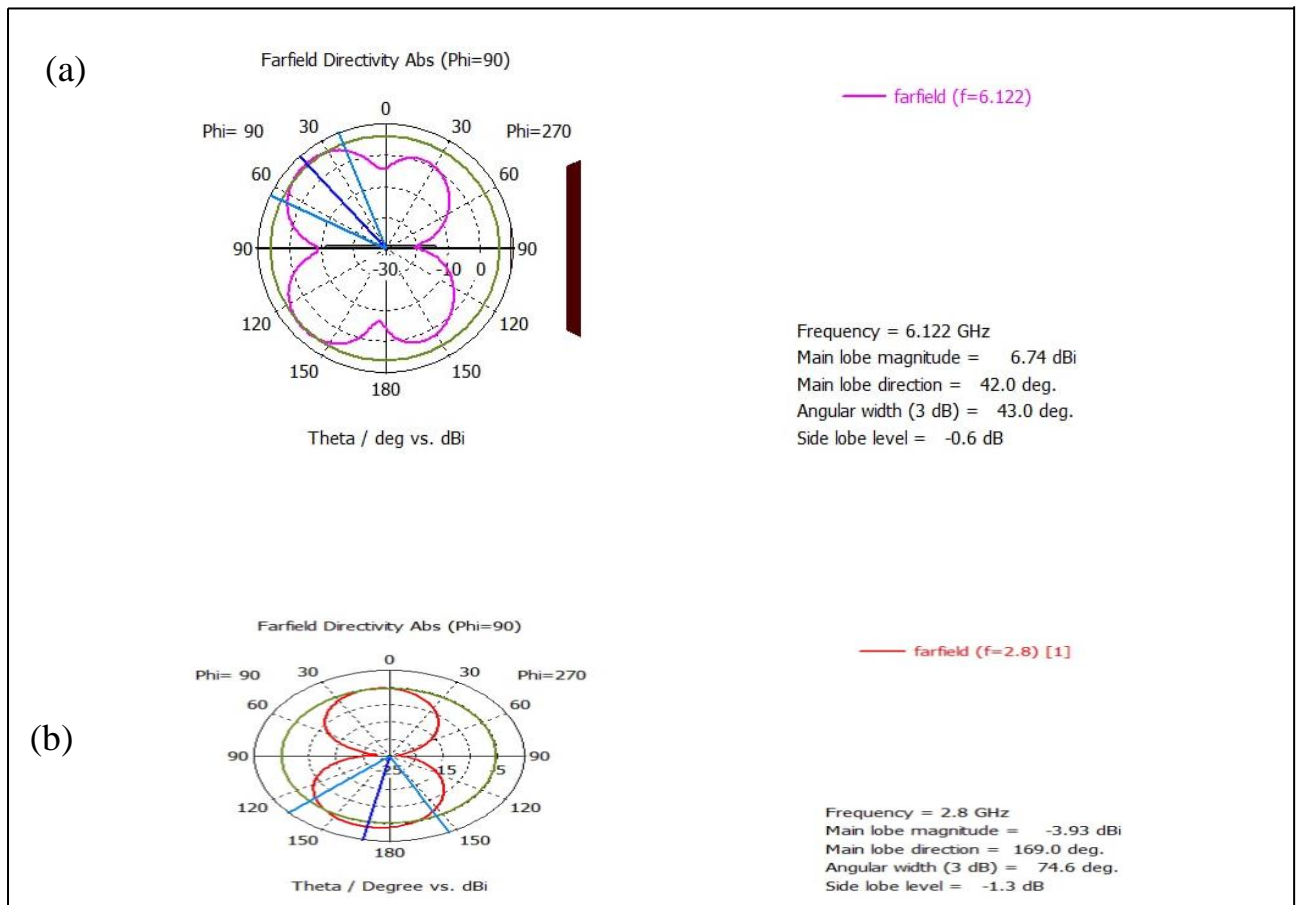 (a)
Farfield Directivity Abs (Phi=90)
farfield (f=6.122)
0
Phi= 90 30 30 Phi=270
60 60
90 -30 -10 0 90
120 120
150 150
180
Theta / deg vs. dBi
Frequency = 6.122 GHz
Main lobe magnitude = 6.74 dBi
Main lobe direction = 42.0 deg.
Angular width (3 dB) = 43.0 deg.
Side lobe level = -0.6 dB
(b)
Farfield Directivity Abs (Phi=90)
farfield (f=2.8) [1]
0
Phi= 90 30 30 Phi=270
60 60
90 -15 -5 90
120 120
150 150
180
Theta / Degree vs. dBi
Frequency = 2.8 GHz
Main lobe magnitude = -3.93 dBi
Main lobe direction = 169.0 deg.
Angular width (3 dB) = 74.6 deg.
Side lobe level = -1.3 dB